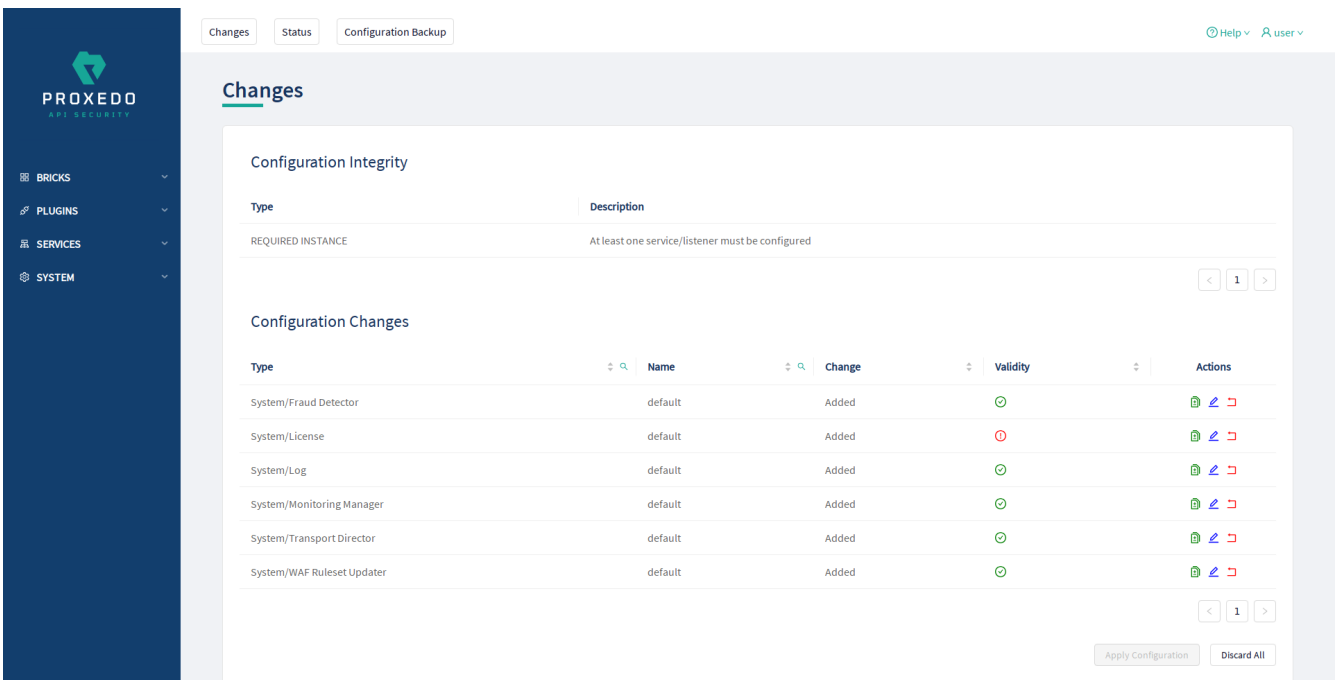 Changes Status Configuration Backup Help user
PROXEDO
API SECURITY
BRICKS
PLUGINS
SERVICES
SYSTEM
Changes
Configuration Integrity
Type Description
REQUIRED INSTANCE At least one service/listener must be configured
< 1 >
Configuration Changes
Type Name Change Validity Actions
System/Fraud Detector default Added
System/License default Added
System/Log default Added
System/Monitoring Manager default Added
System/Transport Director default Added
System/WAF Ruleset Updater default Added
< 1 >
Apply Configuration Discard All